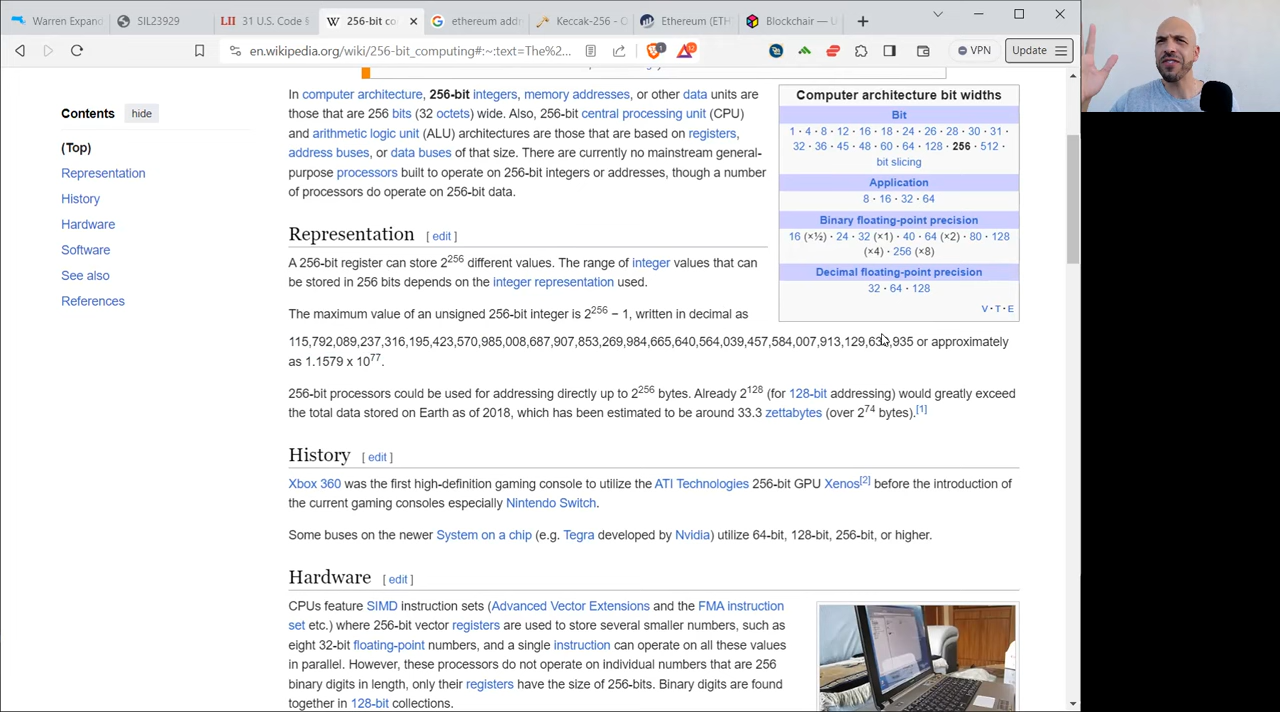 Warren Expand
SIL23929
LII 31 U.S. Code §
W 256-bit co
ethereum add
Keccak-256 - O
Ethereum (ETH
Blockchair — U
en.wikipedia.org/wiki/256-bit_computing#:~:text=The%2...
1
12
VPN
Update
Contents
hide
(Top)
Representation
History
Hardware
Software
See also
References
In computer architecture, 256-bit integers, memory addresses, or other data units are
those that are 256 bits (32 octets) wide. Also, 256-bit central processing unit (CPU)
and arithmetic logic unit (ALU) architectures are those that are based on registers,
address buses, or data buses of that size. There are currently no mainstream general-
purpose processors built to operate on 256-bit integers or addresses, though a number
of processors do operate on 256-bit data.
Computer architecture bit widths
Bit
1 · 4 · 8 · 12 · 16 · 18 · 24 · 26 · 28 · 30 · 31 ·
32 · 36 · 45 · 48 · 60 · 64 · 128 · 256 · 512 ·
bit slicing
Application
8 · 16 · 32 · 64
Binary floating-point precision
16 (×½) · 24 · 32 (×1) · 40 · 64 (×2) · 80 · 128
(×4) · 256 (×8)
Decimal floating-point precision
32 · 64 · 128
V · T · E
Representation [ edit ]
A 256-bit register can store 2²⁵⁶ different values. The range of integer values that can
be stored in 256 bits depends on the integer representation used.
The maximum value of an unsigned 256-bit integer is 2²⁵⁶ − 1, written in decimal as
115,792,089,237,316,195,423,570,985,008,687,907,853,269,984,665,640,564,039,457,584,007,913,129,639,935 or approximately
as 1.1579 x 10⁷⁷.
256-bit processors could be used for addressing directly up to 2²⁵⁶ bytes. Already 2¹²⁸ (for 128-bit addressing) would greatly exceed
the total data stored on Earth as of 2018, which has been estimated to be around 33.3 zettabytes (over 2⁷⁴ bytes).[1]
History [ edit ]
Xbox 360 was the first high-definition gaming console to utilize the ATI Technologies 256-bit GPU Xenos[2] before the introduction of
the current gaming consoles especially Nintendo Switch.
Some buses on the newer System on a chip (e.g. Tegra developed by Nvidia) utilize 64-bit, 128-bit, 256-bit, or higher.
Hardware [ edit ]
CPUs feature SIMD instruction sets (Advanced Vector Extensions and the FMA instruction
set etc.) where 256-bit vector registers are used to store several smaller numbers, such as
eight 32-bit floating-point numbers, and a single instruction can operate on all these values
in parallel. However, these processors do not operate on individual numbers that are 256
binary digits in length, only their registers have the size of 256-bits. Binary digits are found
together in 128-bit collections.